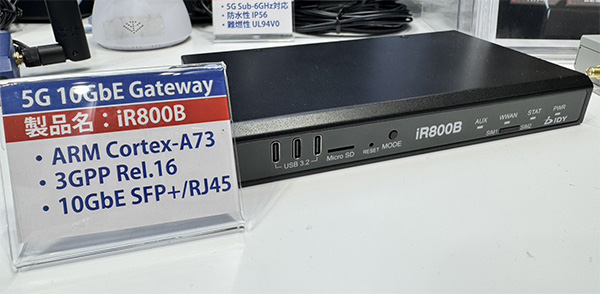 ・5G Sub-6GHz対応
・防水性 IP56
・難燃性 UL94V0
5G 10GbE Gateway
製品名：iR800B
・ARM Cortex-A73
・3GPP Rel.16
・10GbE SFP+/RJ45
USB 3.2
Micro SD
RESET
MODE
iR800B
AUX
WWAN
STAT
PWR
SIM1
SIM2
IDY